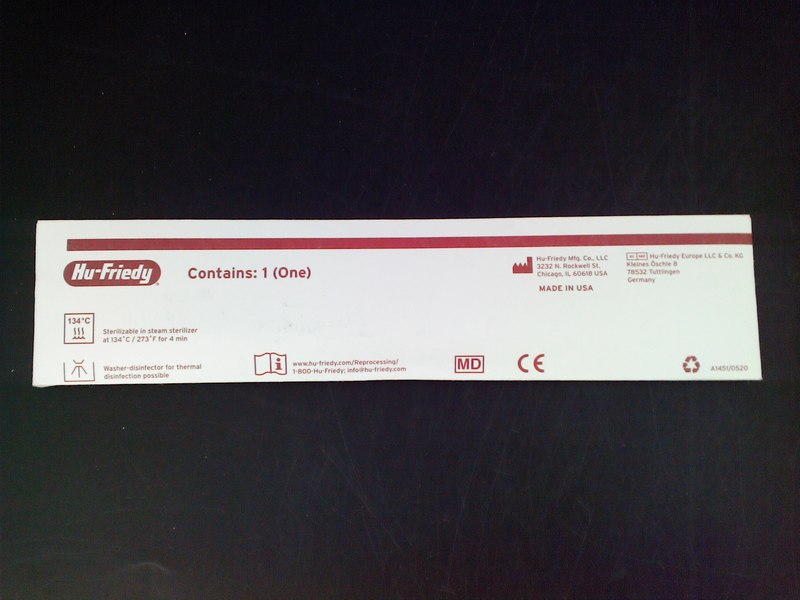 Hu-Friedy
Contains: 1 (One)
Hu-Friedy Mfg. Co., LLC
3232 N. Rockwell St.
Chicago, IL 60618 USA
MADE IN USA
EC REP Hu-Friedy Europe LLC & Co. KG
Kleines Öschle 8
78532 Tuttlingen
Germany
134°C
Sterilizable in steam sterilizer
at 134°C / 273°F for 4 min
Washer-disinfector for thermal
disinfection possible
i
www.hu-friedy.com/Reprocessing/
1-800-Hu-Friedy; info@hu-friedy.com
MD
CE
A1451/0520